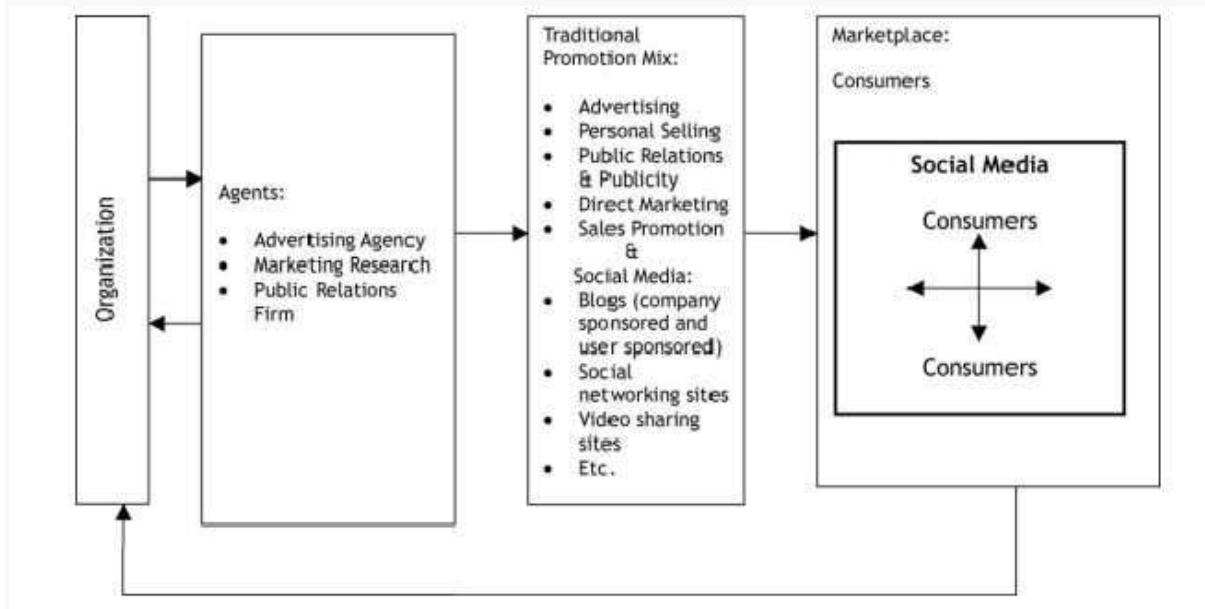 Organization
Agents:
• Advertising Agency
• Marketing Research
• Public Relations
Firm
Traditional
Promotion Mix:
• Advertising
• Personal Selling
• Public Relations
& Publicity
• Direct Marketing
• Sales Promotion
&
Social Media:
• Blogs (company
sponsored and
user sponsored)
• Social
networking sites
• Video sharing
sites
• Etc.
Marketplace:
Consumers
Social Media
Consumers
Consumers